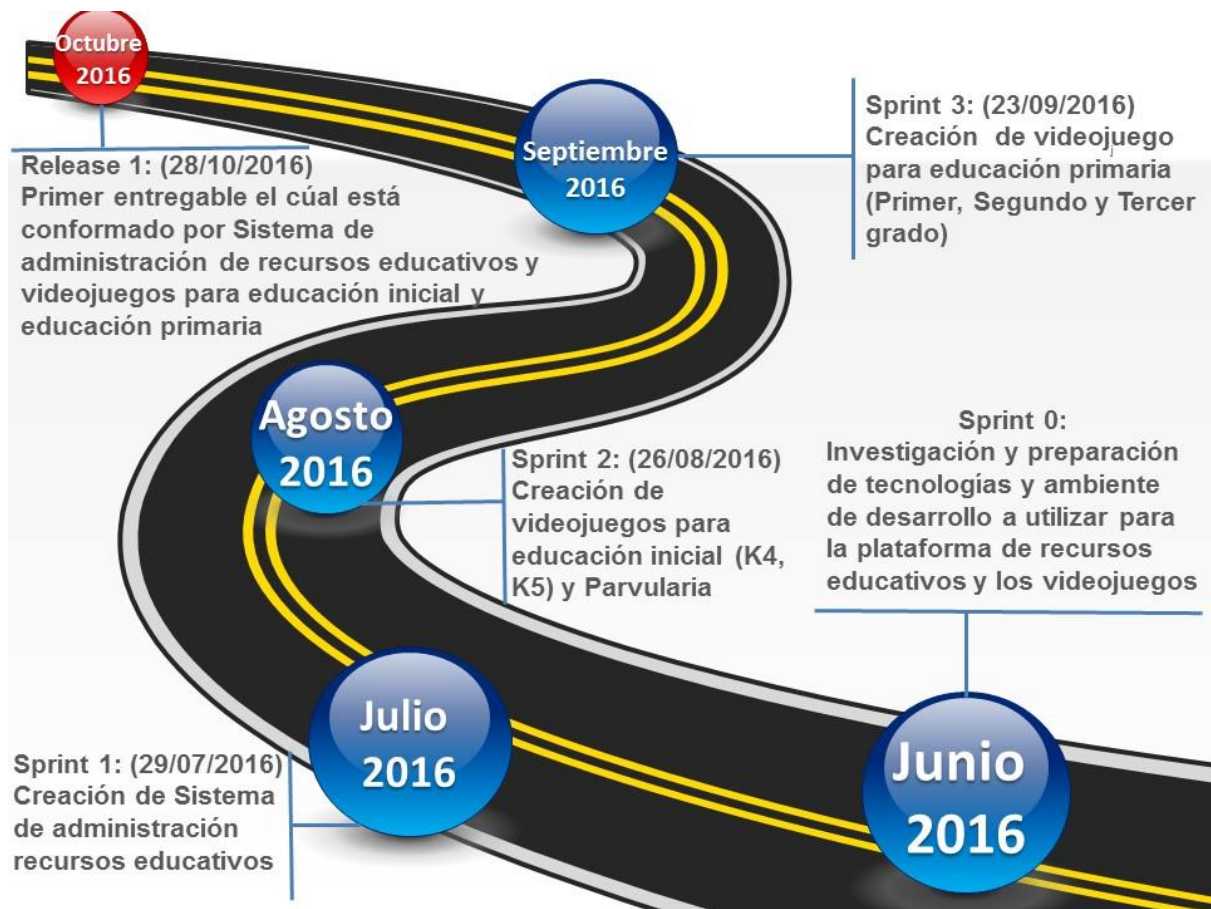 Octubre
2016
Release 1: (28/10/2016)
Primer entregable el cúal está
conformado por Sistema de
administración de recursos educativos y
videojuegos para educación inicial y
educación primaria
Septiembre
2016
Sprint 3: (23/09/2016)
Creación de videojuego
para educación primaria
(Primer, Segundo y Tercer
grado)
Agosto
2016
Sprint 2: (26/08/2016)
Creación de
videojuegos para
educación inicial (K4,
K5) y Parvularia
Sprint 0:
Investigación y preparación
de tecnologías y ambiente
de desarrollo a utilizar para
la plataforma de recursos
educativos y los videojuegos
Julio
2016
Sprint 1: (29/07/2016)
Creación de Sistema
de administración
recursos educativos
Junio
2016